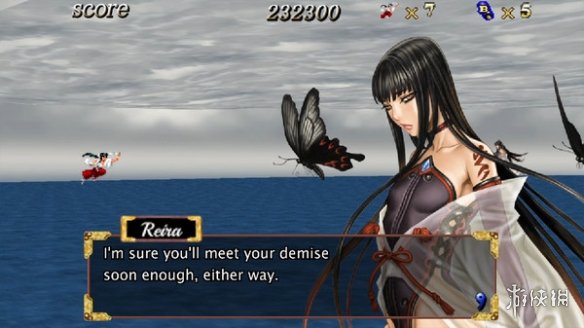 score 232300 x 7 B x 5
Reira
I'm sure you'll meet your demise
soon enough, either way.
游侠网